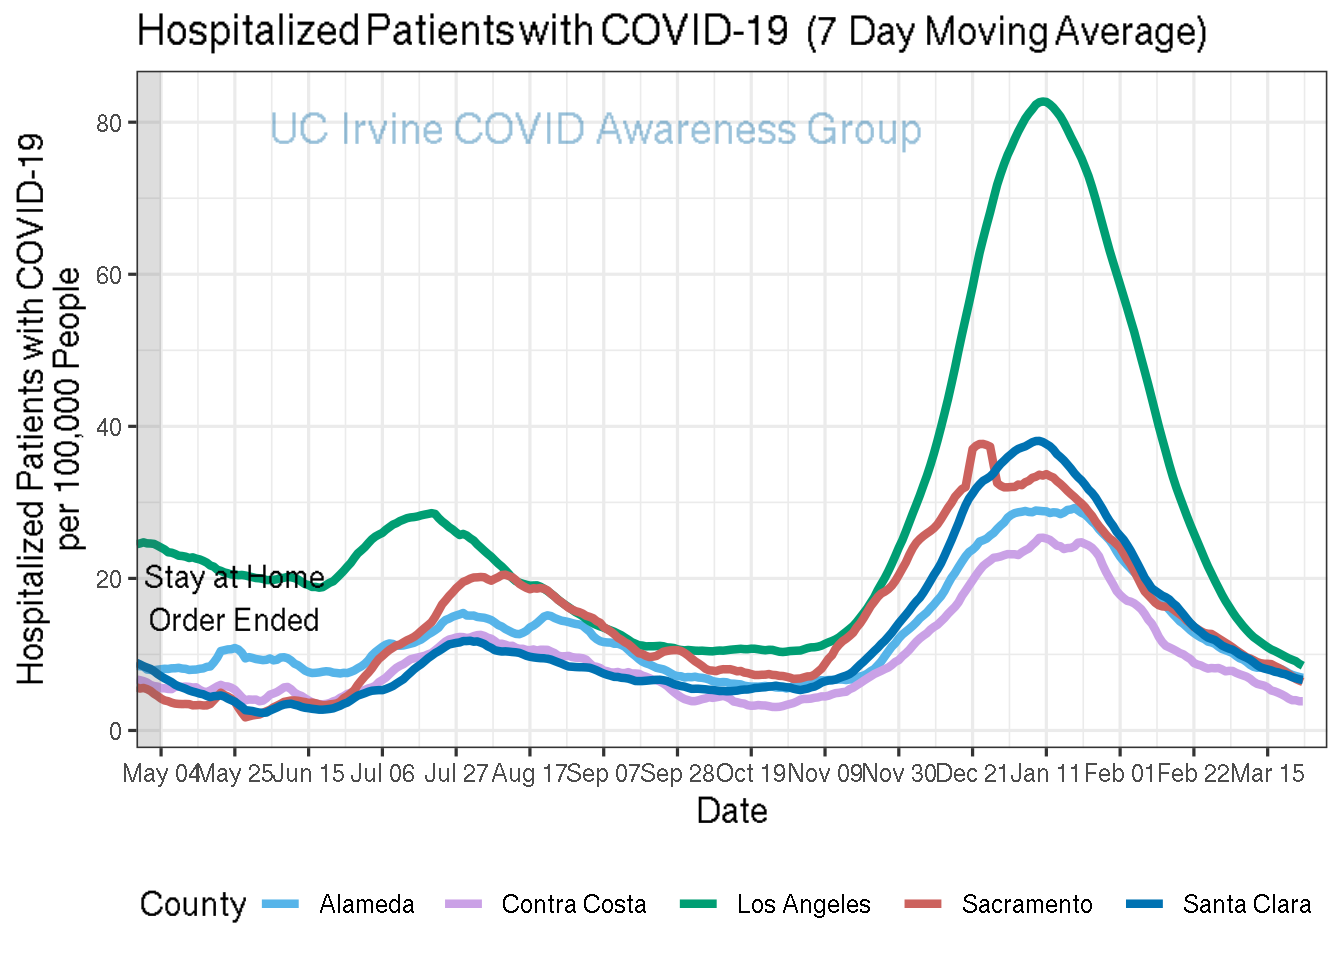 Hospitalized Patients with COVID-19 (7 Day Moving Average)
UC Irvine COVID Awareness Group
Hospitalized Patients with COVID-19
per 100,000 People
80
60
40
20
0
Stay at Home
Order Ended
May 04 May 25 Jun 15 Jul 06 Jul 27 Aug 17 Sep 07 Sep 28 Oct 19 Nov 09 Nov 30 Dec 21 Jan 11 Feb 01 Feb 22 Mar 15
Date
County Alameda Contra Costa Los Angeles Sacramento Santa Clara